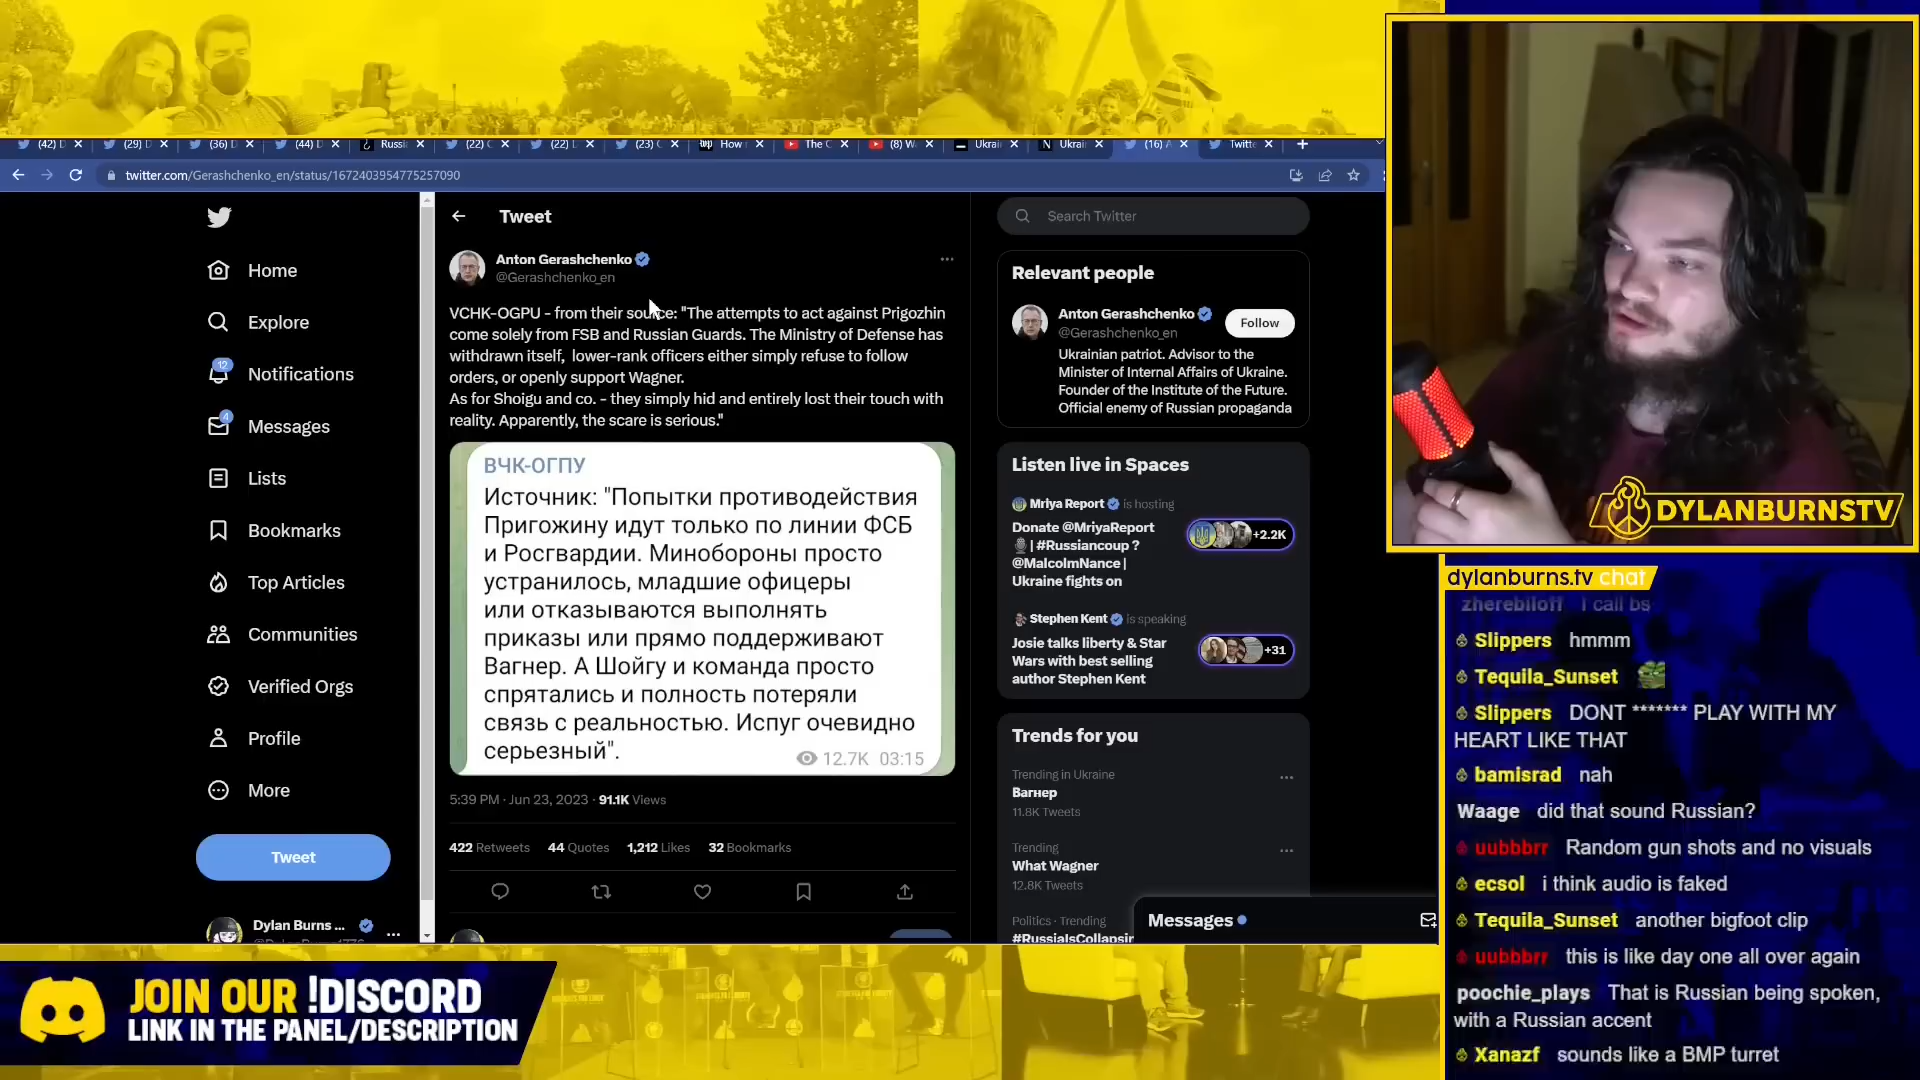 twitter.com/Gerashchenko_en/status/1672403954775257090
Home
Explore
12
Notifications
4
Messages
Lists
Bookmarks
Top Articles
Communities
Verified Orgs
Profile
More
Tweet
Dylan Burns ...
Tweet
Anton Gerashchenko
@Gerashchenko_en
VCHK-OGPU - from their source: "The attempts to act against Prigozhin
come solely from FSB and Russian Guards. The Ministry of Defense has
withdrawn itself, lower-rank officers either simply refuse to follow
orders, or openly support Wagner.
As for Shoigu and co. - they simply hid and entirely lost their touch with
reality. Apparently, the scare is serious."
ВЧК-ОГПУ
Источник: "Попытки противодействия
Пригожину идут только по линии ФСБ
и Росгвардии. Минобороны просто
устранилось, младшие офицеры
или отказываются выполнять
приказы или прямо поддерживают
Вагнер. А Шойгу и команда просто
спрятались и полность потеряли
связь с реальностью. Испуг очевидно
серьезный".
12.7K 03:15
5:39 PM · Jun 23, 2023 · 91.1K Views
422 Retweets 44 Quotes 1,212 Likes 32 Bookmarks
Search Twitter
Relevant people
Anton Gerashchenko
@Gerashchenko_en
Follow
Ukrainian patriot. Advisor to the
Minister of Internal Affairs of Ukraine.
Founder of the Institute of the Future.
Official enemy of Russian propaganda
Listen live in Spaces
Mriya Report is hosting
Donate @MriyaReport
| #Russiancoup ?
@MalcolmNance |
Ukraine fights on
+2.2K
Stephen Kent is speaking
Josie talks liberty & Star
Wars with best selling
author Stephen Kent
+31
Trends for you
Trending in Ukraine
Вагнер
11.8K Tweets
Trending
What Wagner
12.8K Tweets
Politics · Trending
#RussiaIsCollapsin
Messages
DYLANBURNSTV
dylanburns.tv chat
zherebiloff I call bs
Slippers hmmm
Tequila_Sunset
Slippers DONT ******* PLAY WITH MY
HEART LIKE THAT
bamisrad nah
Waage did that sound Russian?
uubbbrr Random gun shots and no visuals
ecsol i think audio is faked
Tequila_Sunset another bigfoot clip
uubbbrr this is like day one all over again
poochie_plays That is Russian being spoken,
with a Russian accent
Xanazf sounds like a BMP turret
JOIN OUR !DISCORD
LINK IN THE PANEL/DESCRIPTION